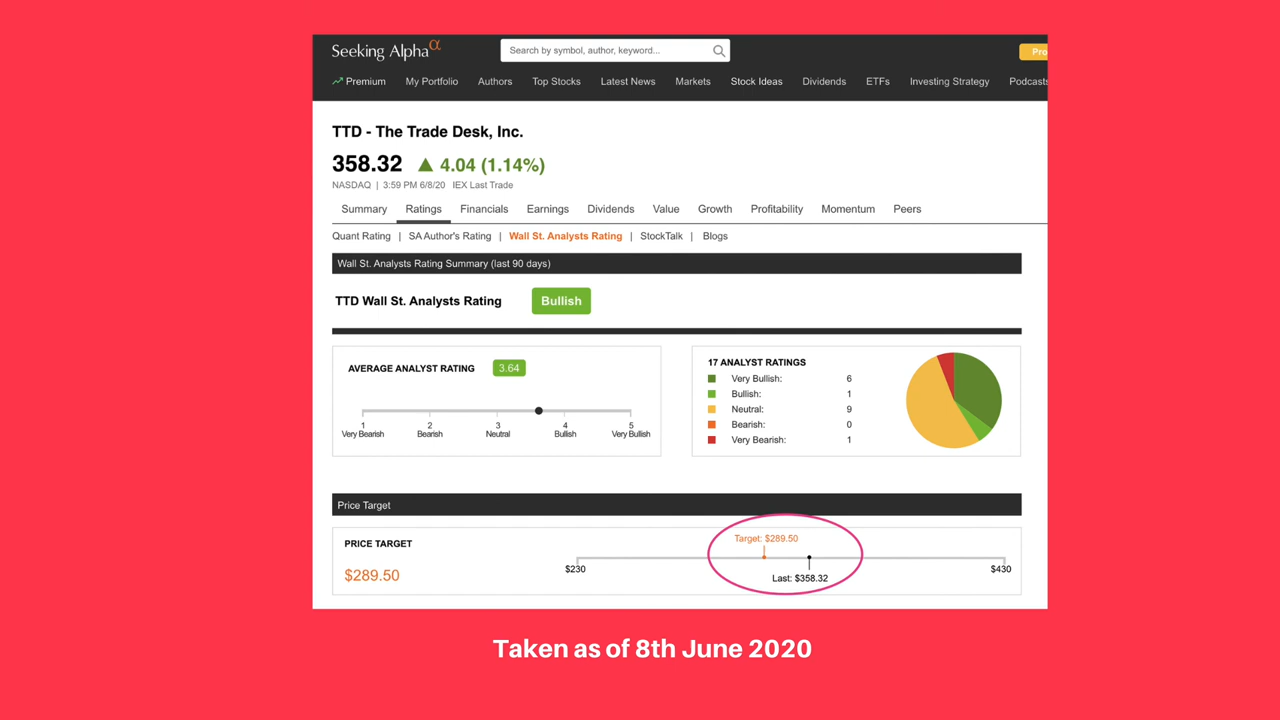 Seeking Alpha α
Search by symbol, author, keyword...
Pro
Premium My Portfolio Authors Top Stocks Latest News Markets Stock Ideas Dividends ETFs Investing Strategy Podcasts
TTD - The Trade Desk, Inc.
358.32 ▲ 4.04 (1.14%)
NASDAQ | 3:59 PM 6/8/20 IEX Last Trade
Summary Ratings Financials Earnings Dividends Value Growth Profitability Momentum Peers
Quant Rating | SA Author's Rating | Wall St. Analysts Rating | StockTalk | Blogs
Wall St. Analysts Rating Summary (last 90 days)
TTD Wall St. Analysts Rating Bullish
AVERAGE ANALYST RATING 3.64
1 2 3 4 5
Very Bearish Bearish Neutral Bullish Very Bullish
17 ANALYST RATINGS
Very Bullish: 6
Bullish: 1
Neutral: 9
Bearish: 0
Very Bearish: 1
Price Target
PRICE TARGET
$289.50
Target: $289.50
$230 $430
Last: $358.32
Taken as of 8th June 2020